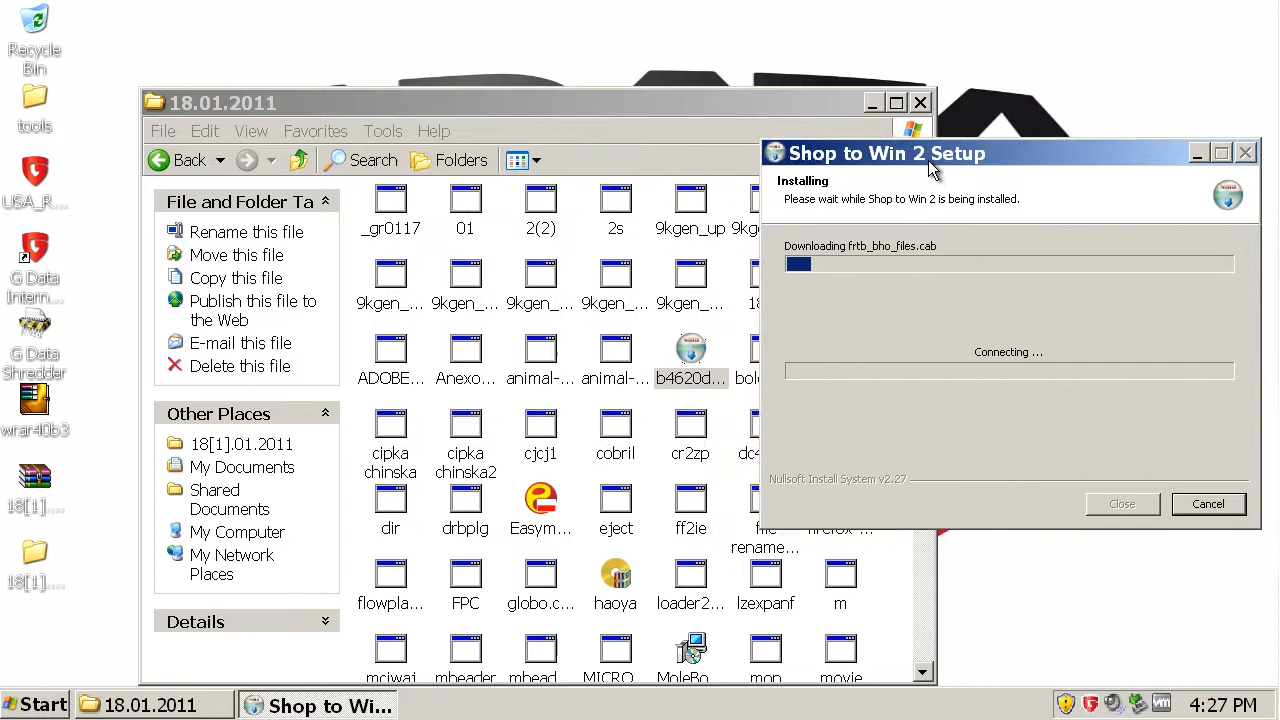 Recycle
Bin
tools
USA_R...
G Data
Intern...
G Data
Shredder
wrar40b3
18[1]....
18[1]....
18.01.2011
File Edit View Favorites Tools Help
Back Search Folders
File and Folder Ta
Rename this file
Move this file
Copy this file
Publish this file to
the Web
E-mail this file
Delete this file
Other Places
18[1].01.2011
My Documents
Shared
Documents
My Computer
My Network
Places
Details
_gr0117 01 2(2) 2s 9kgen_up
9kgen_... 9kgen_... 9kgen_... 9kgen_... 9kgen_...
ADOBE... Anexo... animal-... animal-... b4620d...
cipka
chinska
cipka
chinska2
cjcj1 cobril cr2zp
dir drbplg Easym... eject ff2ie
rename...
flowpla... FPC globo.c... haoya loader2... lzexpanf m
mciwai mbeader mbead... MICRO... MoleBo... mop movie
Shop to Win 2 Setup
Installing
Please wait while Shop to Win 2 is being installed.
Downloading frtb_bho_files.cab
Connecting ...
Nullsoft Install System v2.27
Close Cancel
Start 18.01.2011 Shop to Wi... 4:27 PM